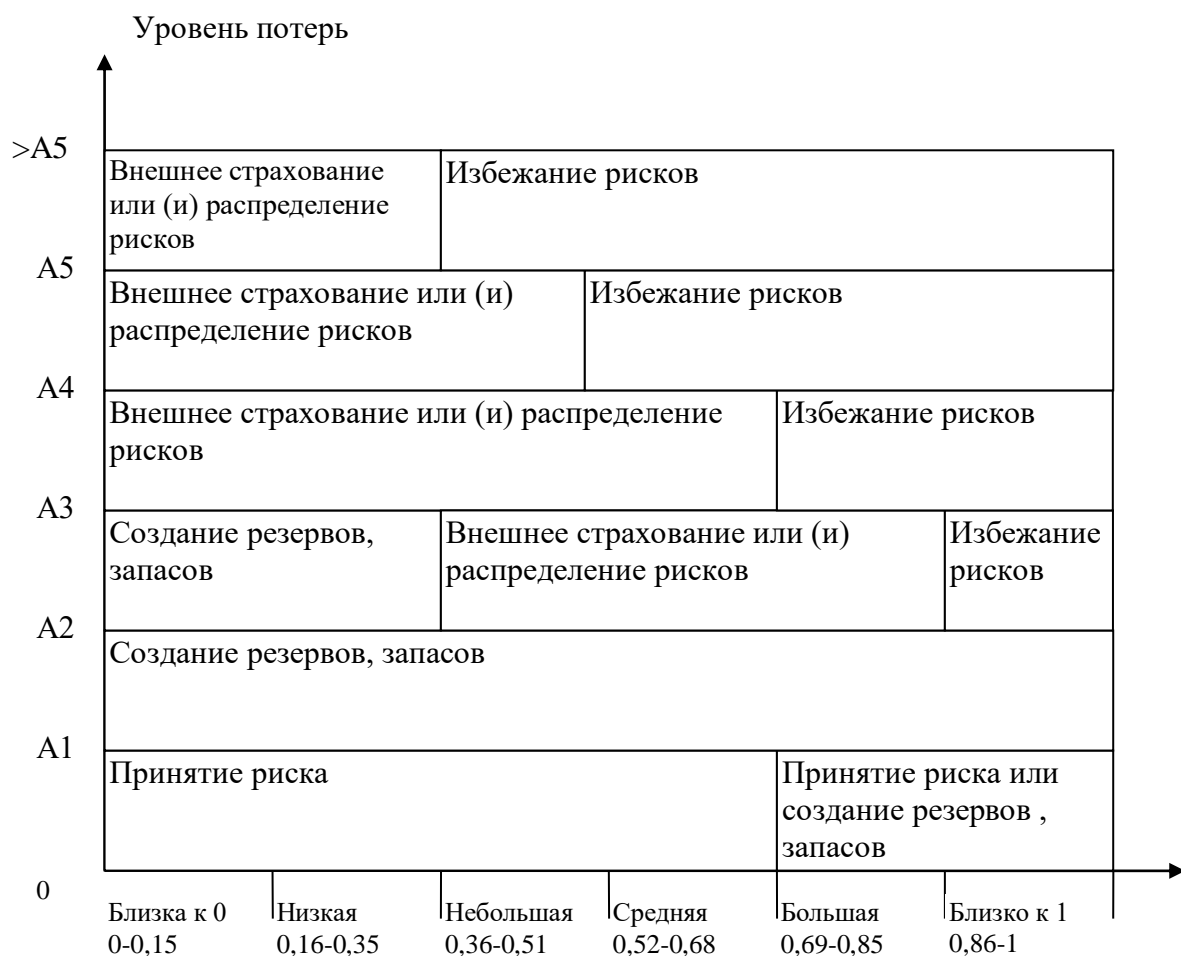 Уровень потерь
>А5
Внешнее страхование
или (и) распределение
рисков
Избежание рисков
А5
Внешнее страхование или (и)
распределение рисков
Избежание рисков
А4
Внешнее страхование или (и) распределение
рисков
Избежание рисков
А3
Создание резервов,
запасов
Внешнее страхование или (и)
распределение рисков
Избежание
рисков
А2
Создание резервов, запасов
А1
Принятие риска
Принятие риска или
создание резервов ,
запасов
0
Близка к 0
0-0,15
Низкая
0,16-0,35
Небольшая
0,36-0,51
Средняя
0,52-0,68
Большая
0,69-0,85
Близко к 1
0,86-1